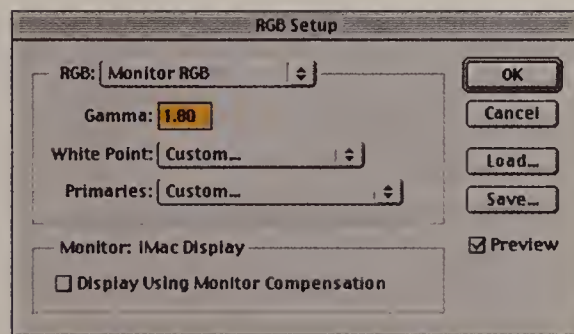 RGB Setup
RGB: Monitor RGB
Gamma: 1.80
White Point: Custom...
Primaries: Custom...
Monitor: iMac Display
Display Using Monitor Compensation
OK
Cancel
Load...
Save...
Preview